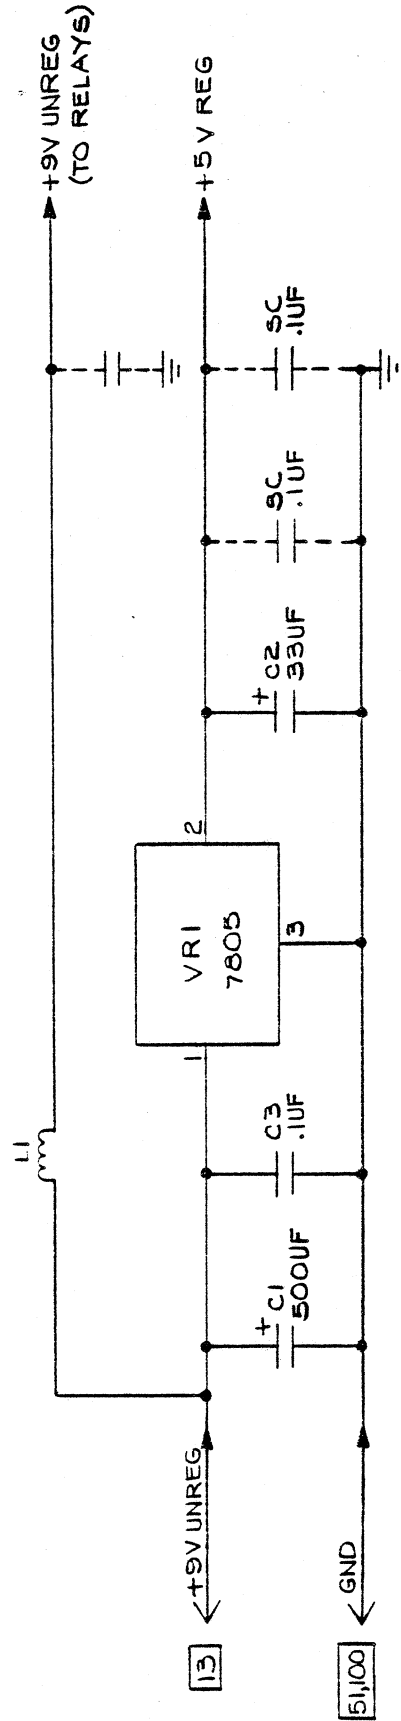 L1
+9V UNREG
(TO RELAYS)
13
+9V UNREG
1
VR1
7805
2
+5V REG
3
+ C1
500UF
C3
.1UF
+ C2
33UF
SC
.1UF
SC
.1UF
51,100
GND